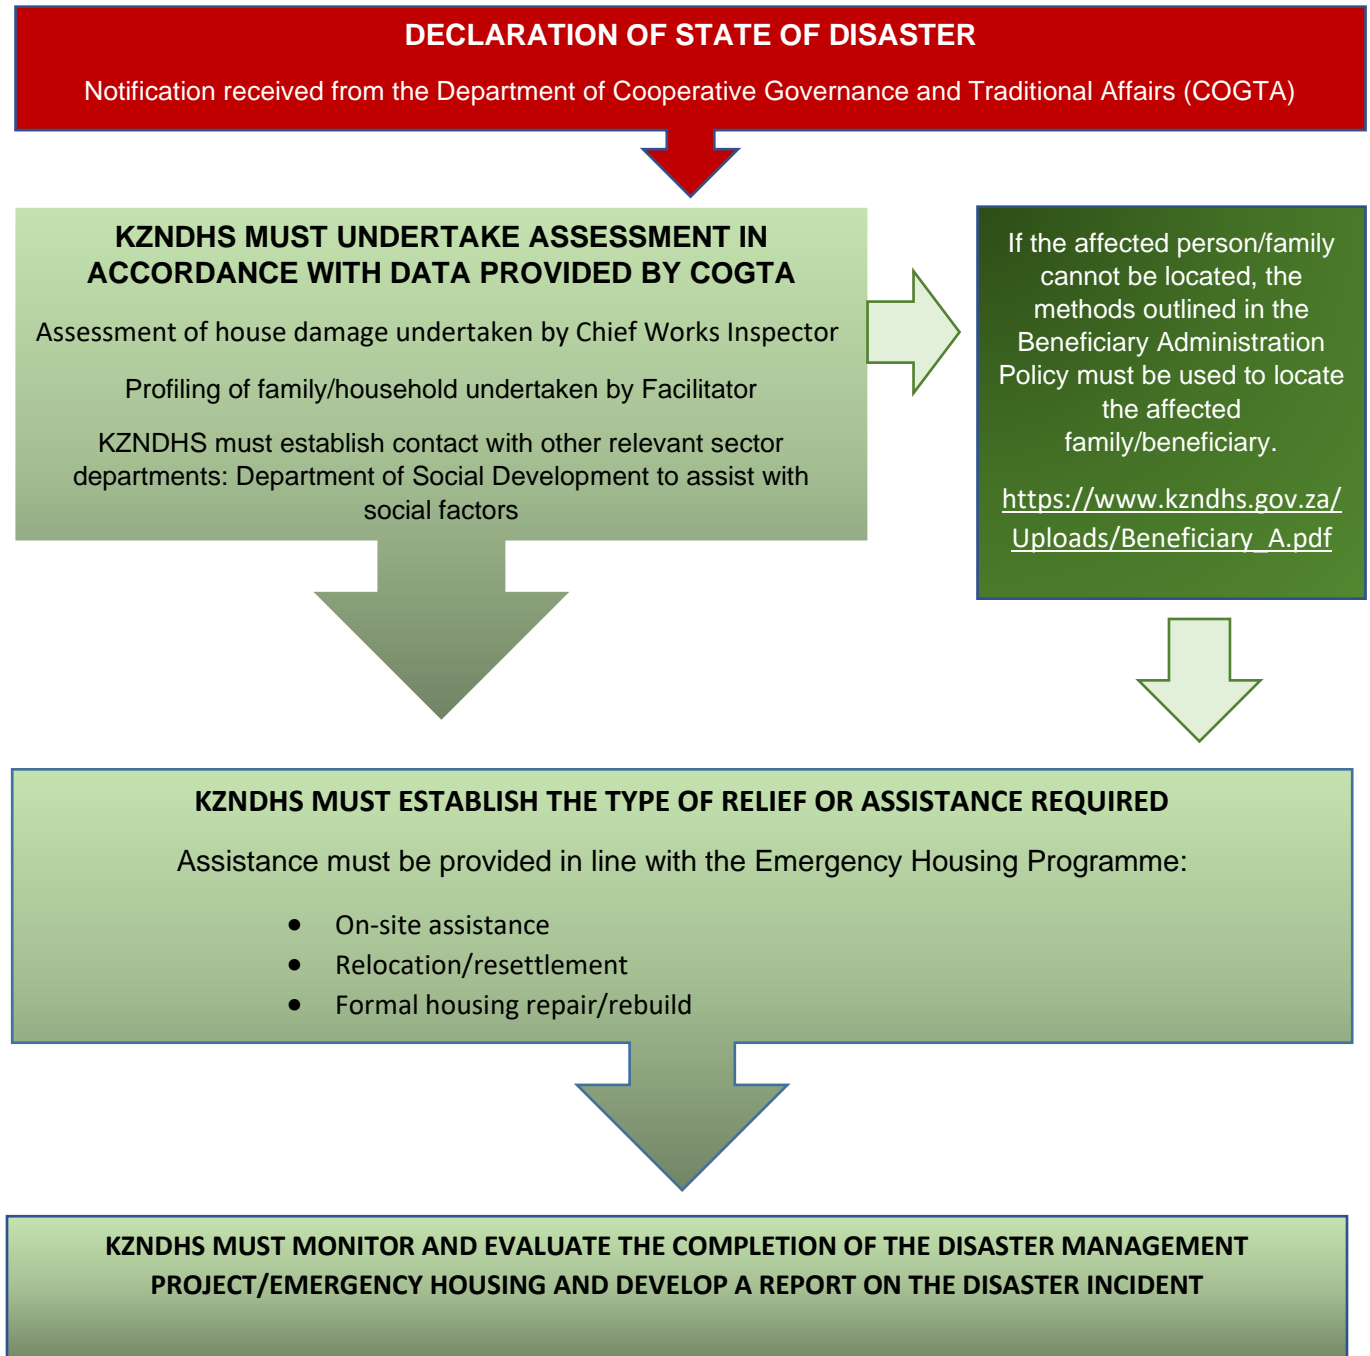 DECLARATION OF STATE OF DISASTER
Notification received from the Department of Cooperative Governance and Traditional Affairs (COGTA)
KZNDHS MUST UNDERTAKE ASSESSMENT IN
ACCORDANCE WITH DATA PROVIDED BY COGTA
Assessment of house damage undertaken by Chief Works Inspector
Profiling of family/household undertaken by Facilitator
KZNDHS must establish contact with other relevant sector
departments: Department of Social Development to assist with
social factors
If the affected person/family
cannot be located, the
methods outlined in the
Beneficiary Administration
Policy must be used to locate
the affected
family/beneficiary.
https://www.kzndhs.gov.za/
Uploads/Beneficiary_A.pdf
KZNDHS MUST ESTABLISH THE TYPE OF RELIEF OR ASSISTANCE REQUIRED
Assistance must be provided in line with the Emergency Housing Programme:
• On-site assistance
• Relocation/resettlement
• Formal housing repair/rebuild
KZNDHS MUST MONITOR AND EVALUATE THE COMPLETION OF THE DISASTER MANAGEMENT
PROJECT/EMERGENCY HOUSING AND DEVELOP A REPORT ON THE DISASTER INCIDENT